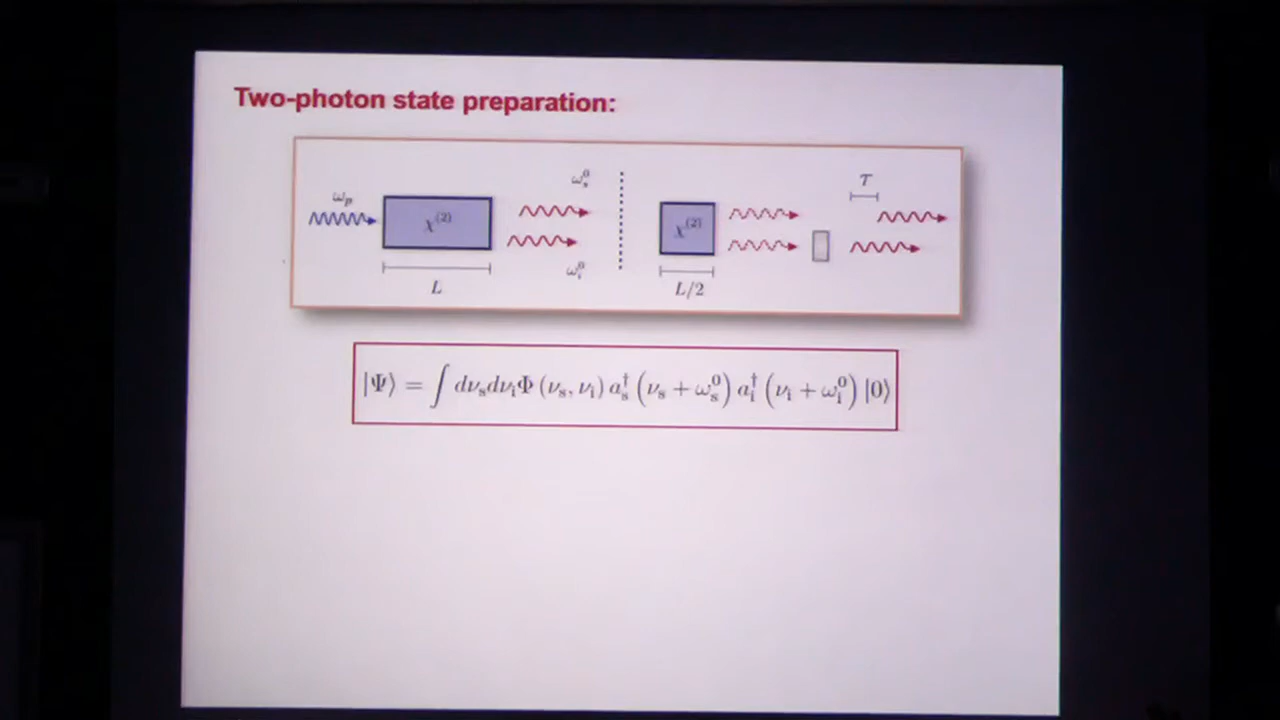 Two-photon state preparation:
ω_p
χ^(2)
L
ω_s^0
ω_i^0
χ^(2)
L/2
τ
|Ψ⟩ = ∫ dν_s dν_i Φ (ν_s, ν_i) a_s^† (ν_s + ω_s^0) a_i^† (ν_i + ω_i^0) |0⟩